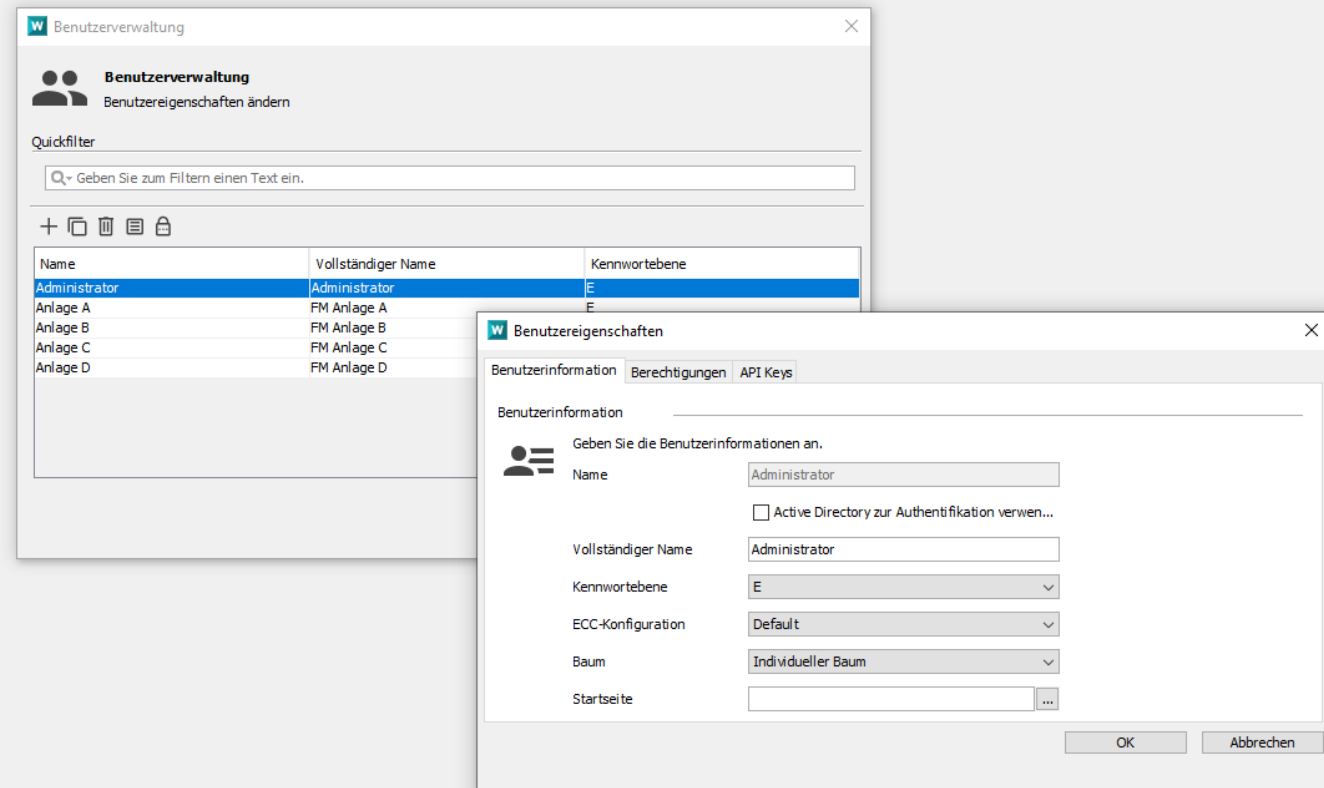 W Benutzerverwaltung
Benutzerverwaltung
Benutzereigenschaften ändern
Quickfilter
Geben Sie zum Filtern einen Text ein.
Name Vollständiger Name Kennwortebene
Administrator Administrator E
Anlage A FM Anlage A E
Anlage B FM Anlage B
Anlage C FM Anlage C
Anlage D FM Anlage D
W Benutzereigenschaften
Benutzerinformation Berechtigungen API Keys
Benutzerinformation
Geben Sie die Benutzerinformationen an.
Name Administrator
Active Directory zur Authentifikation verwen...
Vollständiger Name Administrator
Kennwortebene E
ECC-Konfiguration Default
Baum Individueller Baum
Startseite ...
OK Abbrechen